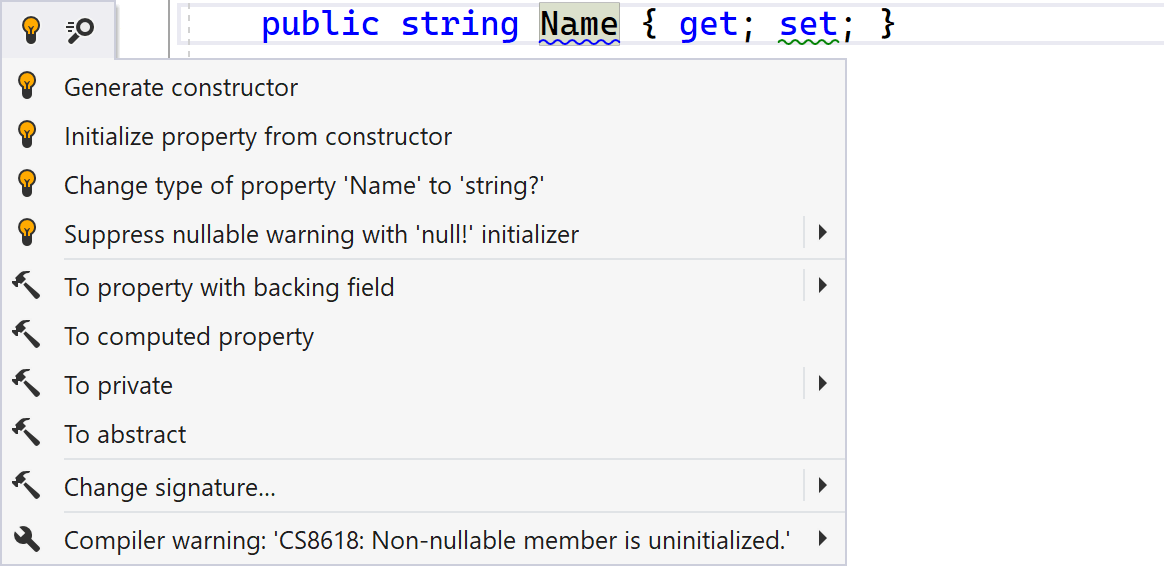 public string Name { get; set; }
Generate constructor
Initialize property from constructor
Change type of property 'Name' to 'string?'
Suppress nullable warning with 'null!' initializer
To property with backing field
To computed property
To private
To abstract
Change signature...
Compiler warning: 'CS8618: Non-nullable member is uninitialized.'